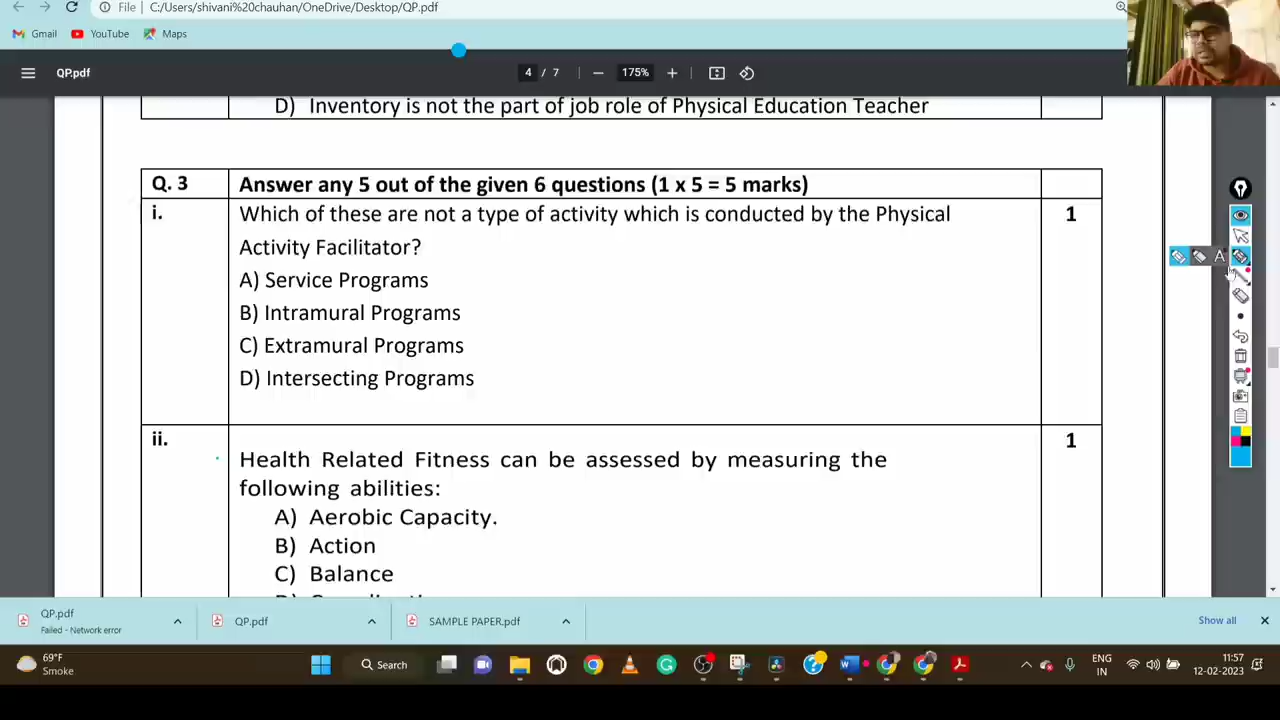 File | C:/Users/shivani%20chauhan/OneDrive/Desktop/QP.pdf
Gmail YouTube Maps
QP.pdf 4 / 7 175%
D) Inventory is not the part of job role of Physical Education Teacher
Q. 3 Answer any 5 out of the given 6 questions (1 x 5 = 5 marks)
i. Which of these are not a type of activity which is conducted by the Physical 1
Activity Facilitator?
A) Service Programs
B) Intramural Programs
C) Extramural Programs
D) Intersecting Programs
ii. 1
Health Related Fitness can be assessed by measuring the
following abilities:
A) Aerobic Capacity.
B) Action
C) Balance
QP.pdf
Failed - Network error
QP.pdf
SAMPLE PAPER.pdf
Show all
69°F
Smoke
Search
ENG
IN
11:57
12-02-2023